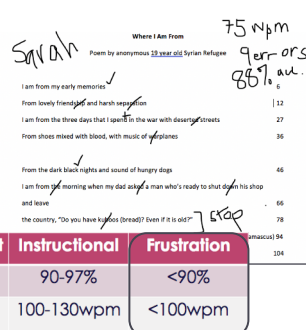 Where I Am From
75 wpm
Sarah
Poem by anonymous 19 year old Syrian Refugee
9 errors
88% acc.
I am from my early memories 6
From lovely friendship and harsh separation 12
I am from the three days that I spent in the war with deserted streets 27
From shoes mixed with blood, with music of warplanes 36
From the dark black nights and sound of hungry dogs 46
I am from the morning when my dad asked a man who's ready to shut down his shop
and leave 66
the country, "Do you have kuboos (bread)? Even if it is old?" ] stop 78
amascus) 94
104
t Instructional Frustration
90-97% <90%
100-130wpm <100wpm